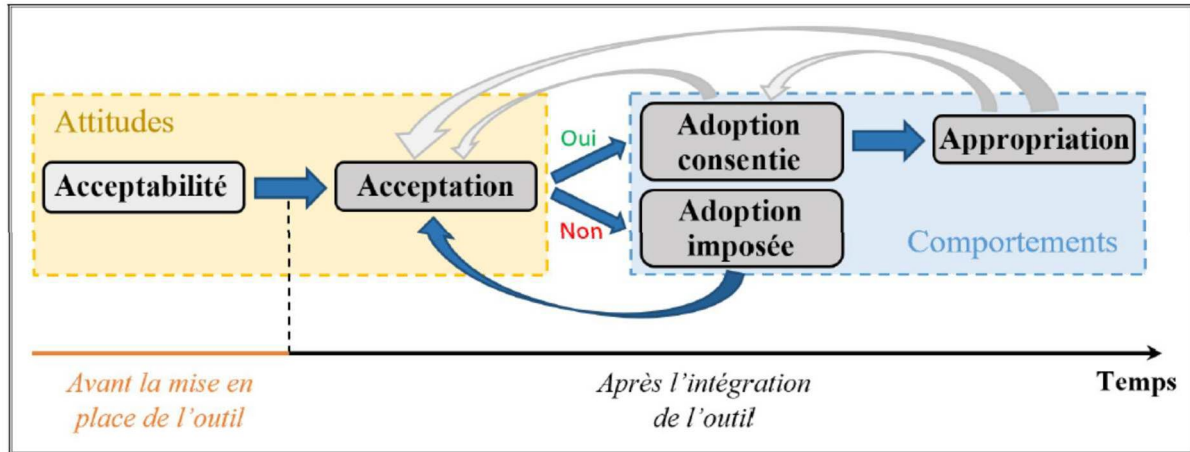 Attitudes
Acceptabilité
Acceptation
Oui
Non
Adoption
consentie
Adoption
imposée
Appropriation
Comportements
Temps
Avant la mise en
place de l’outil
Après l’intégration
de l’outil